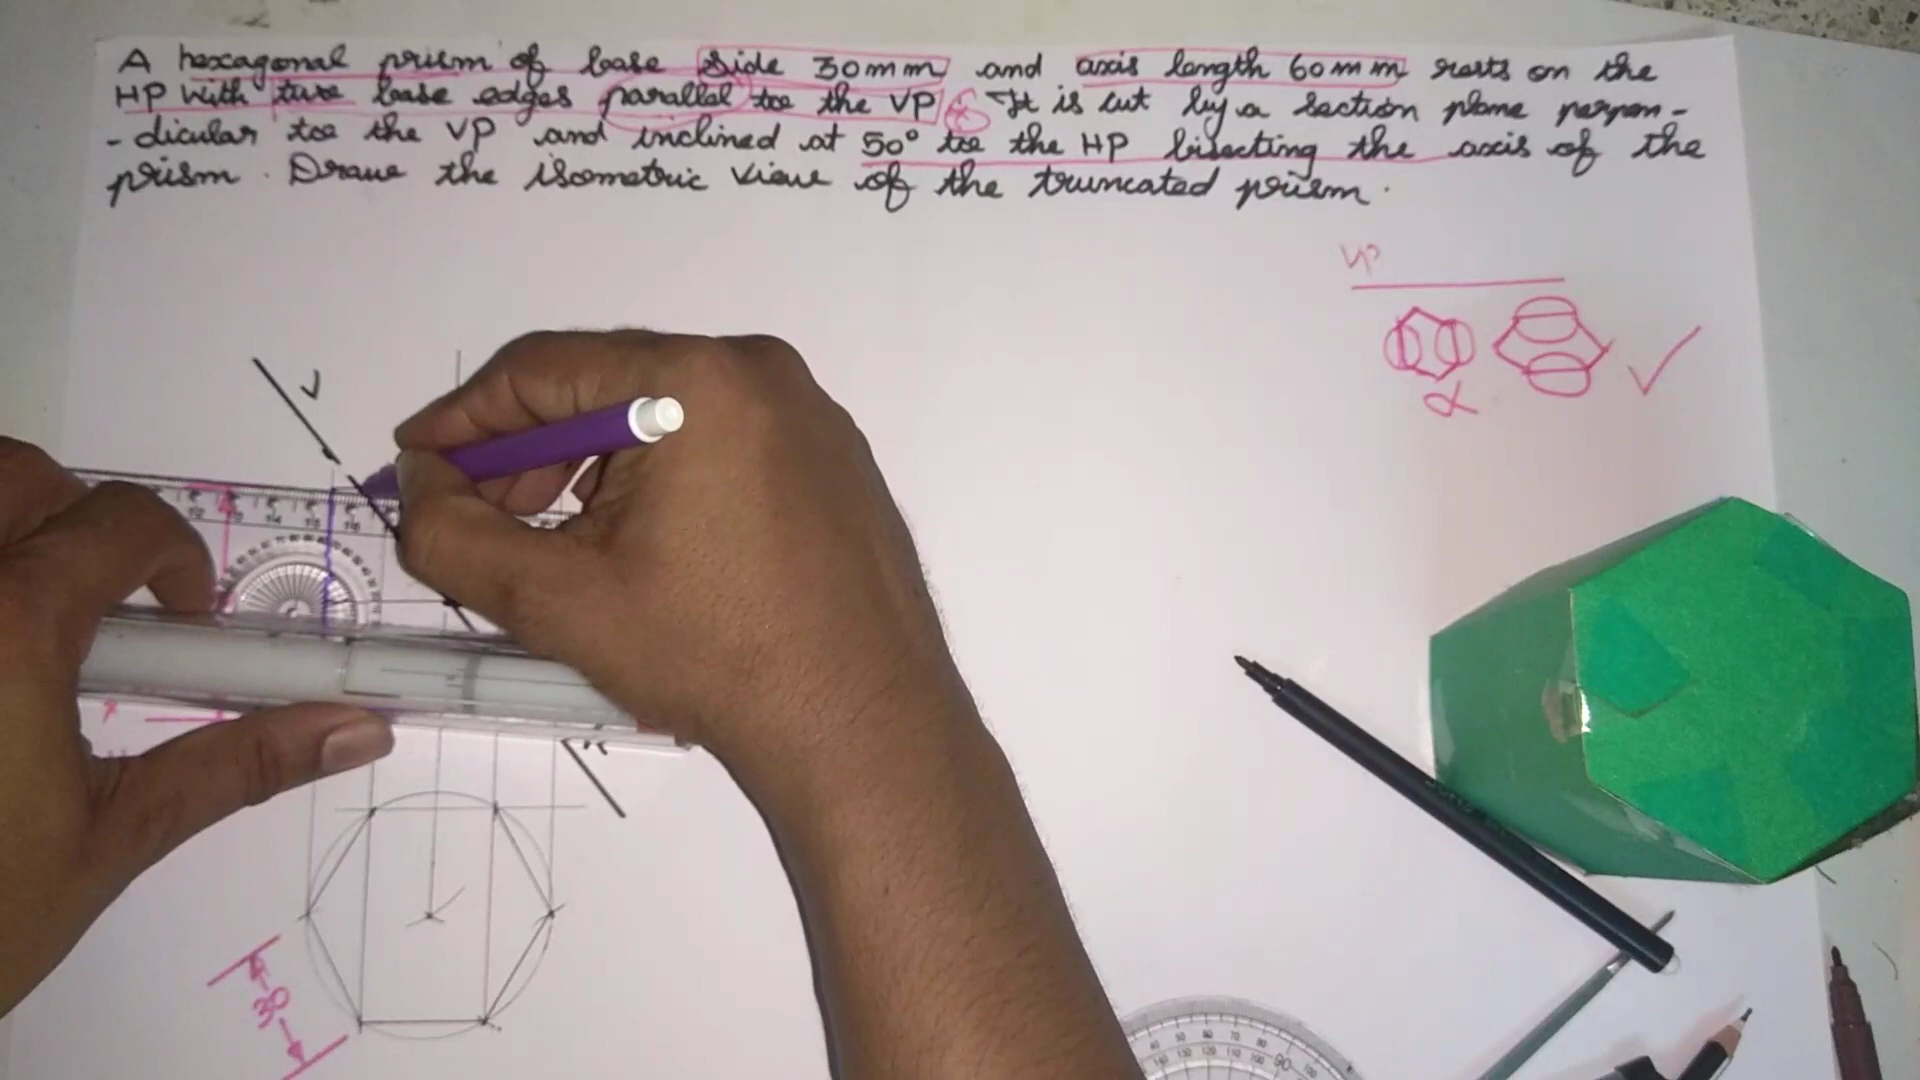 A hexagonal prism of base side 30mm and axis length 60mm rests on the
HP with two base edges parallel to the VP. It is cut by a section plane perpen-
-dicular to the VP and inclined at 50° to the HP bisecting the axis of the
prism. Draw the isometric view of the truncated prism.
VP
30